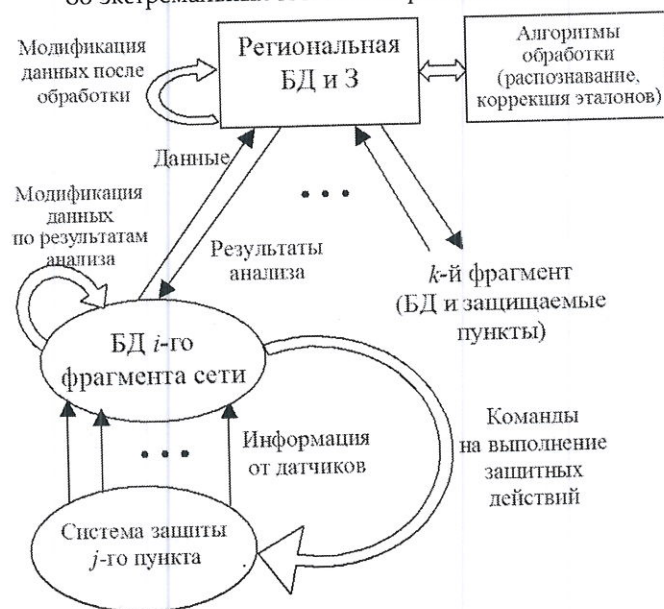 об экстремальных
Модификация
данных после
обработки
Региональная
БД и З
Алгоритмы
обработки
(распознавание,
коррекция эталонов)
Данные
Модификация
данных
по результатам
анализа
Результаты
анализа
k-й фрагмент
(БД и защищаемые
пункты)
БД i-го
фрагмента сети
Информация
от датчиков
Команды
на выполнение
защитных
действий
Система защиты
j-го пункта